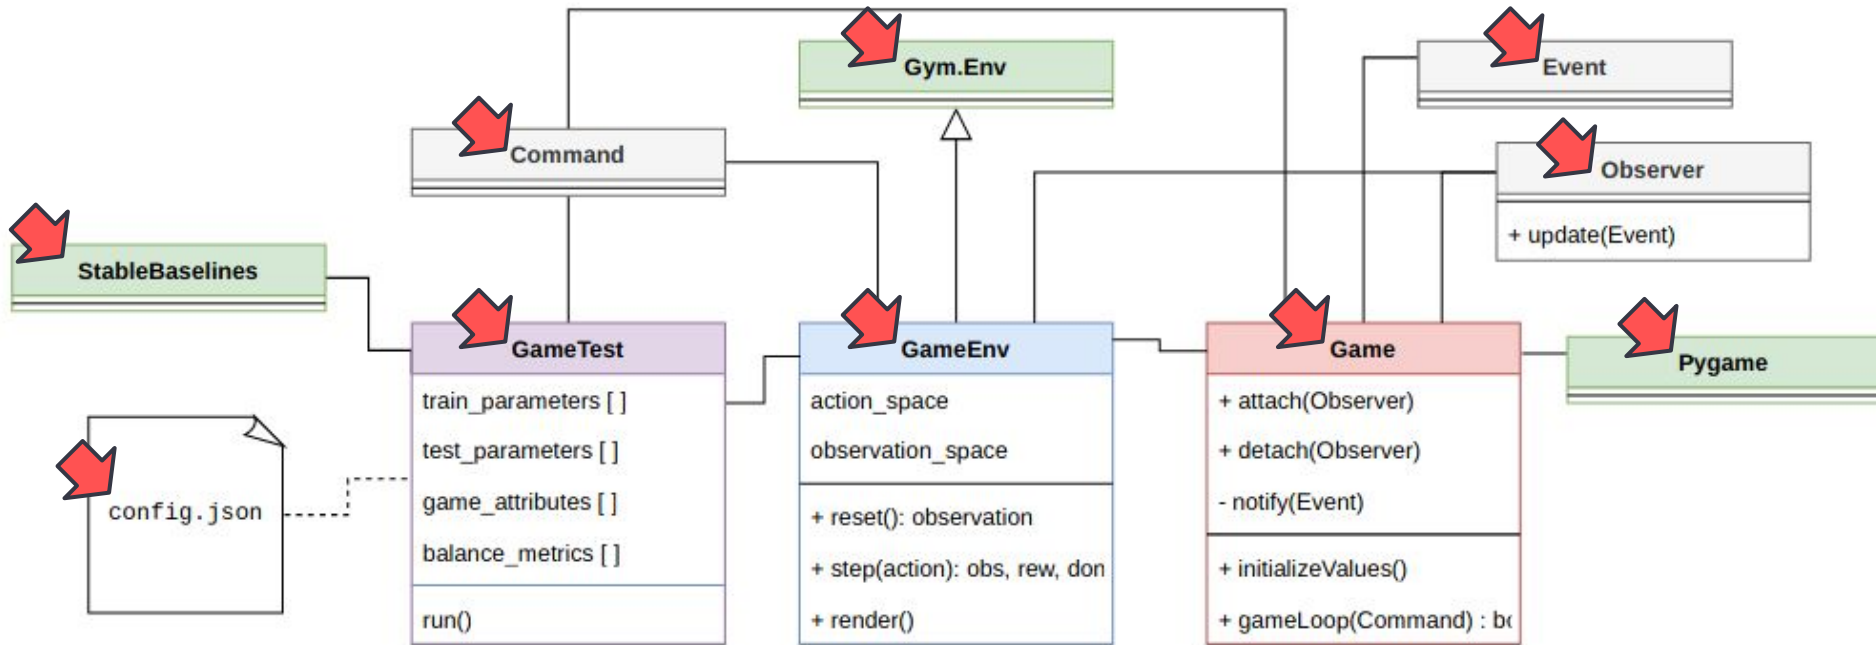 Gym.Env
Event
Command
Observer
+ update(Event)
StableBaselines
GameTest
train_parameters [ ]
test_parameters [ ]
game_attributes [ ]
balance_metrics [ ]
run()
GameEnv
action_space
observation_space
+ reset(): observation
+ step(action): obs, rew, don
+ render()
Game
+ attach(Observer)
+ detach(Observer)
- notify(Event)
+ initializeValues()
+ gameLoop(Command) : bo
Pygame
config.json